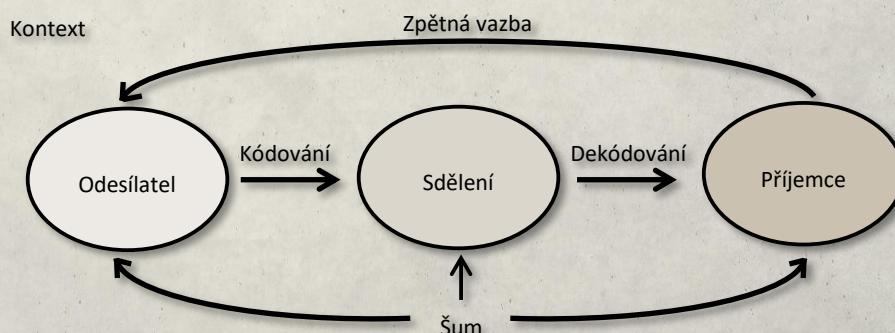 Kontext
Zpětná vazba
Kódování
Dekódování
Odesílatel
Sdělení
Příjemce
Šum